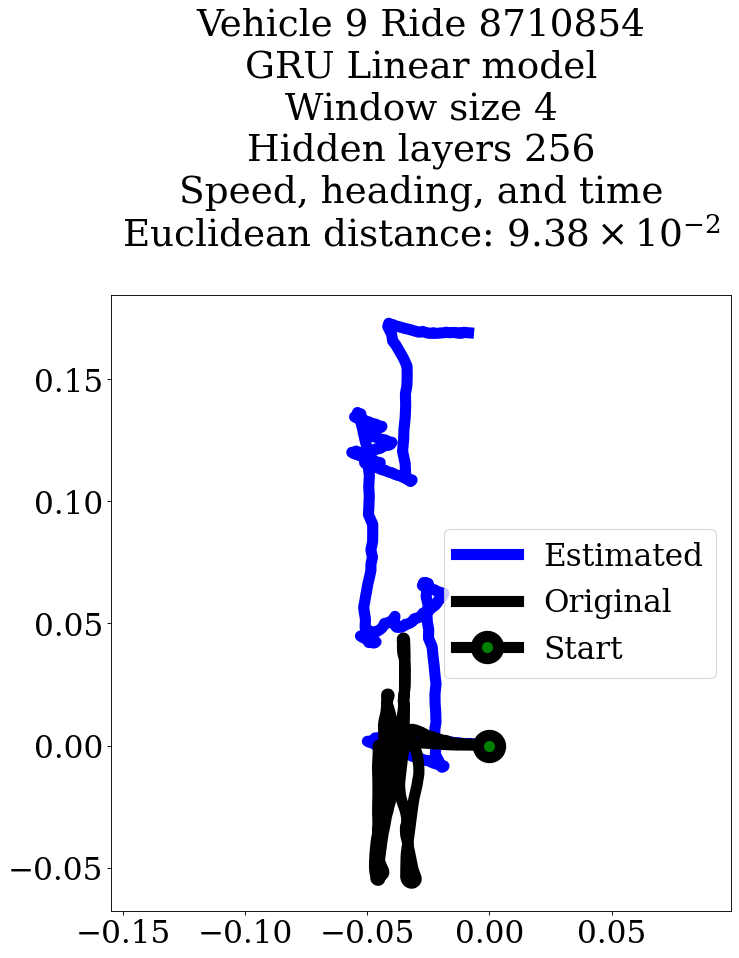 Vehicle 9 Ride 8710854
GRU Linear model
Window size 4
Hidden layers 256
Speed, heading, and time
Euclidean distance: 9.38 × 10⁻²
0.15
0.10
0.05
0.00
−0.05
Estimated
Original
Start
−0.15 −0.10 −0.05 0.00 0.05